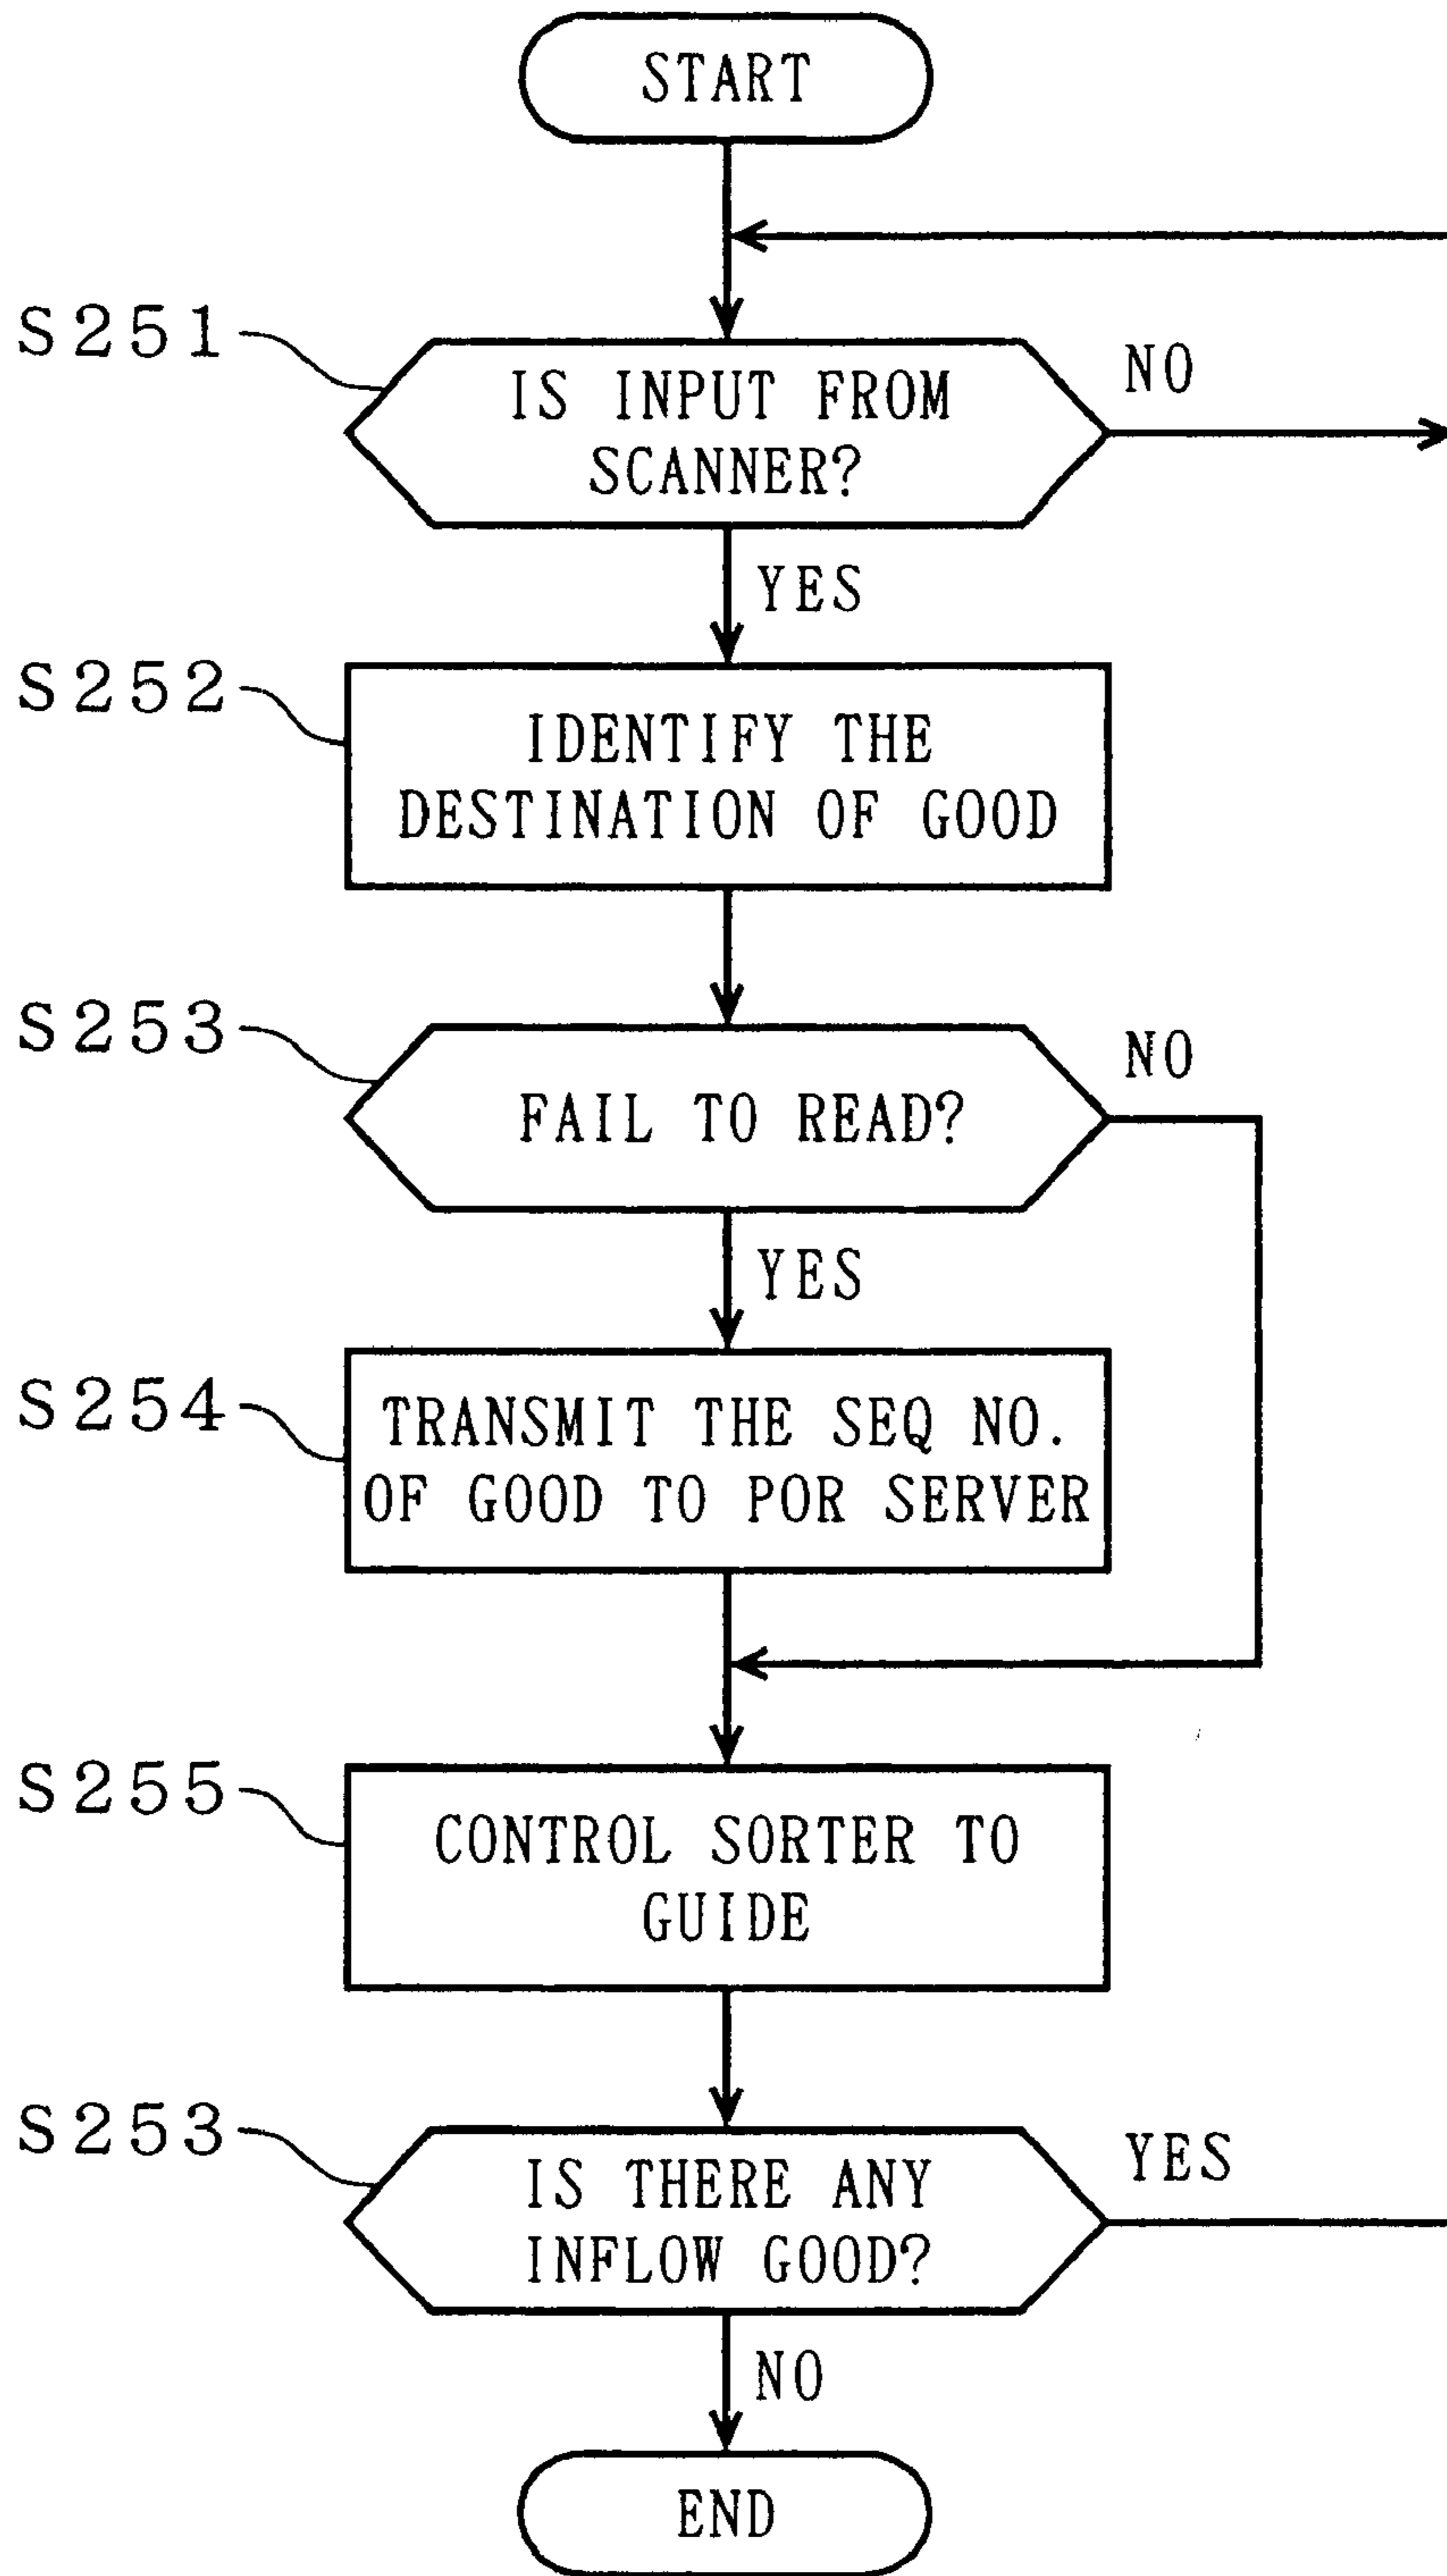 START
S251
IS INPUT FROM
SCANNER?
NO
YES
S252
IDENTIFY THE
DESTINATION OF GOOD
S253
FAIL TO READ?
NO
YES
S254
TRANSMIT THE SEQ NO.
OF GOOD TO POR SERVER
S255
CONTROL SORTER TO
GUIDE
S253
IS THERE ANY
INFLOW GOOD?
YES
NO
END